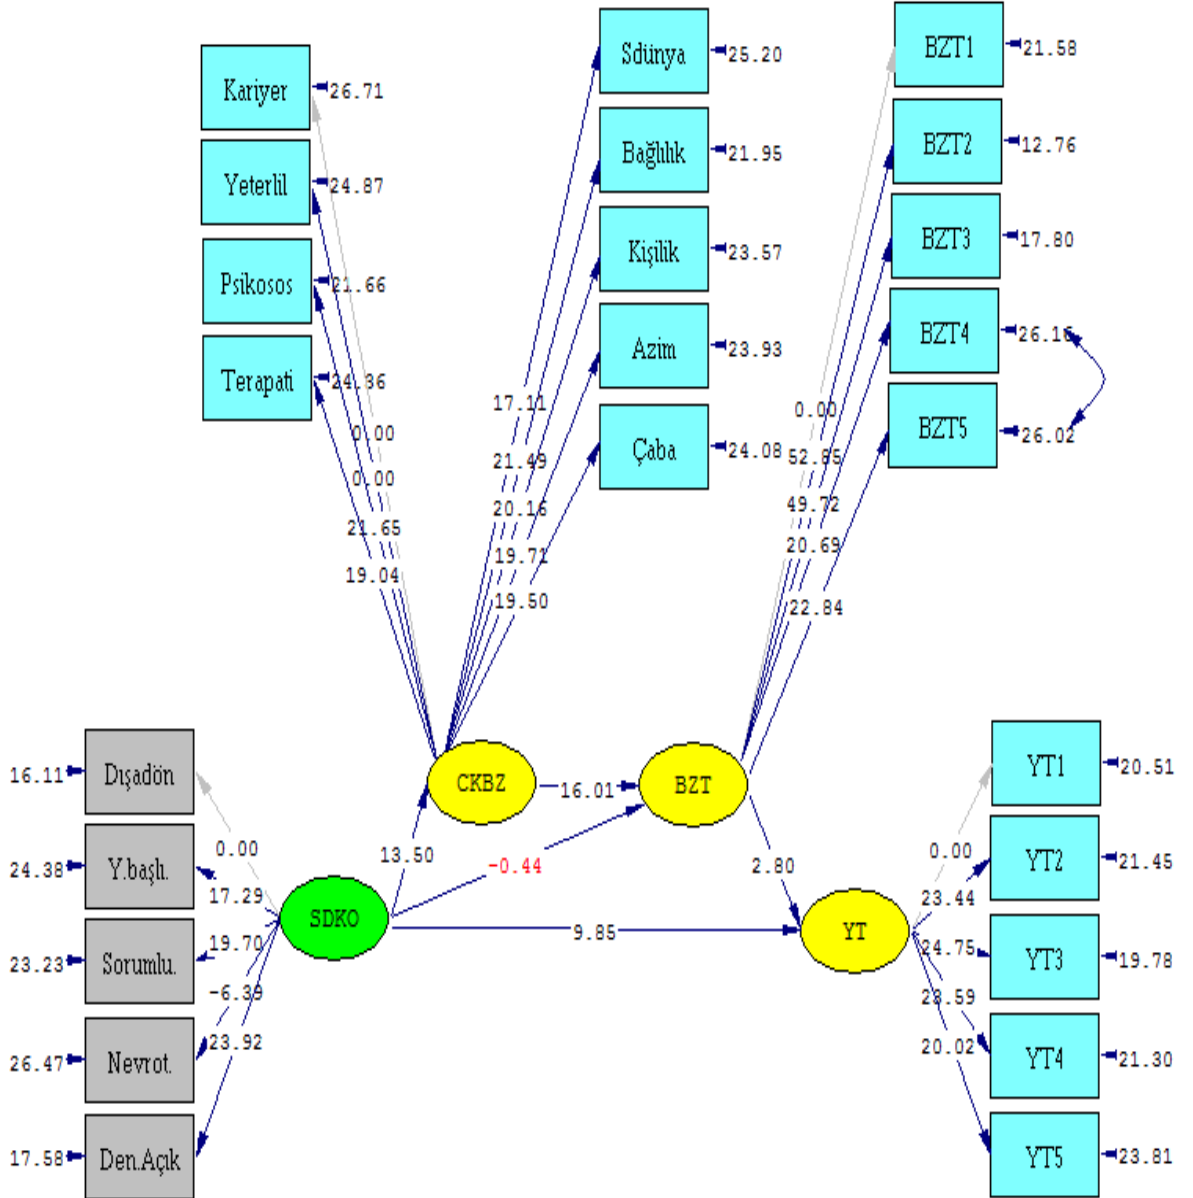 Kariyer
26.71
Yeterlil
24.87
Psikosos
21.66
Terapati
24.36
0.00
0.00
21.65
19.04
Sdünya
25.20
Bağlılık
21.95
Kişilik
23.57
Azim
23.93
Çaba
24.08
17.11
21.49
20.16
19.71
19.50
BZT1
21.58
BZT2
12.76
BZT3
17.80
BZT4
26.16
BZT5
26.02
0.00
52.85
49.72
20.69
22.84
16.11
Dışadön
24.38
Y.başlı.
23.23
Sorumlu.
26.47
Nevrot.
17.58
Den.Açık
0.00
17.29
19.70
-6.39
23.92
SDKO
13.50
CKBZ
16.01
BZT
-0.44
9.85
2.80
YT
0.00
23.44
24.75
23.59
20.02
YT1
20.51
YT2
21.45
YT3
19.78
YT4
21.30
YT5
23.81